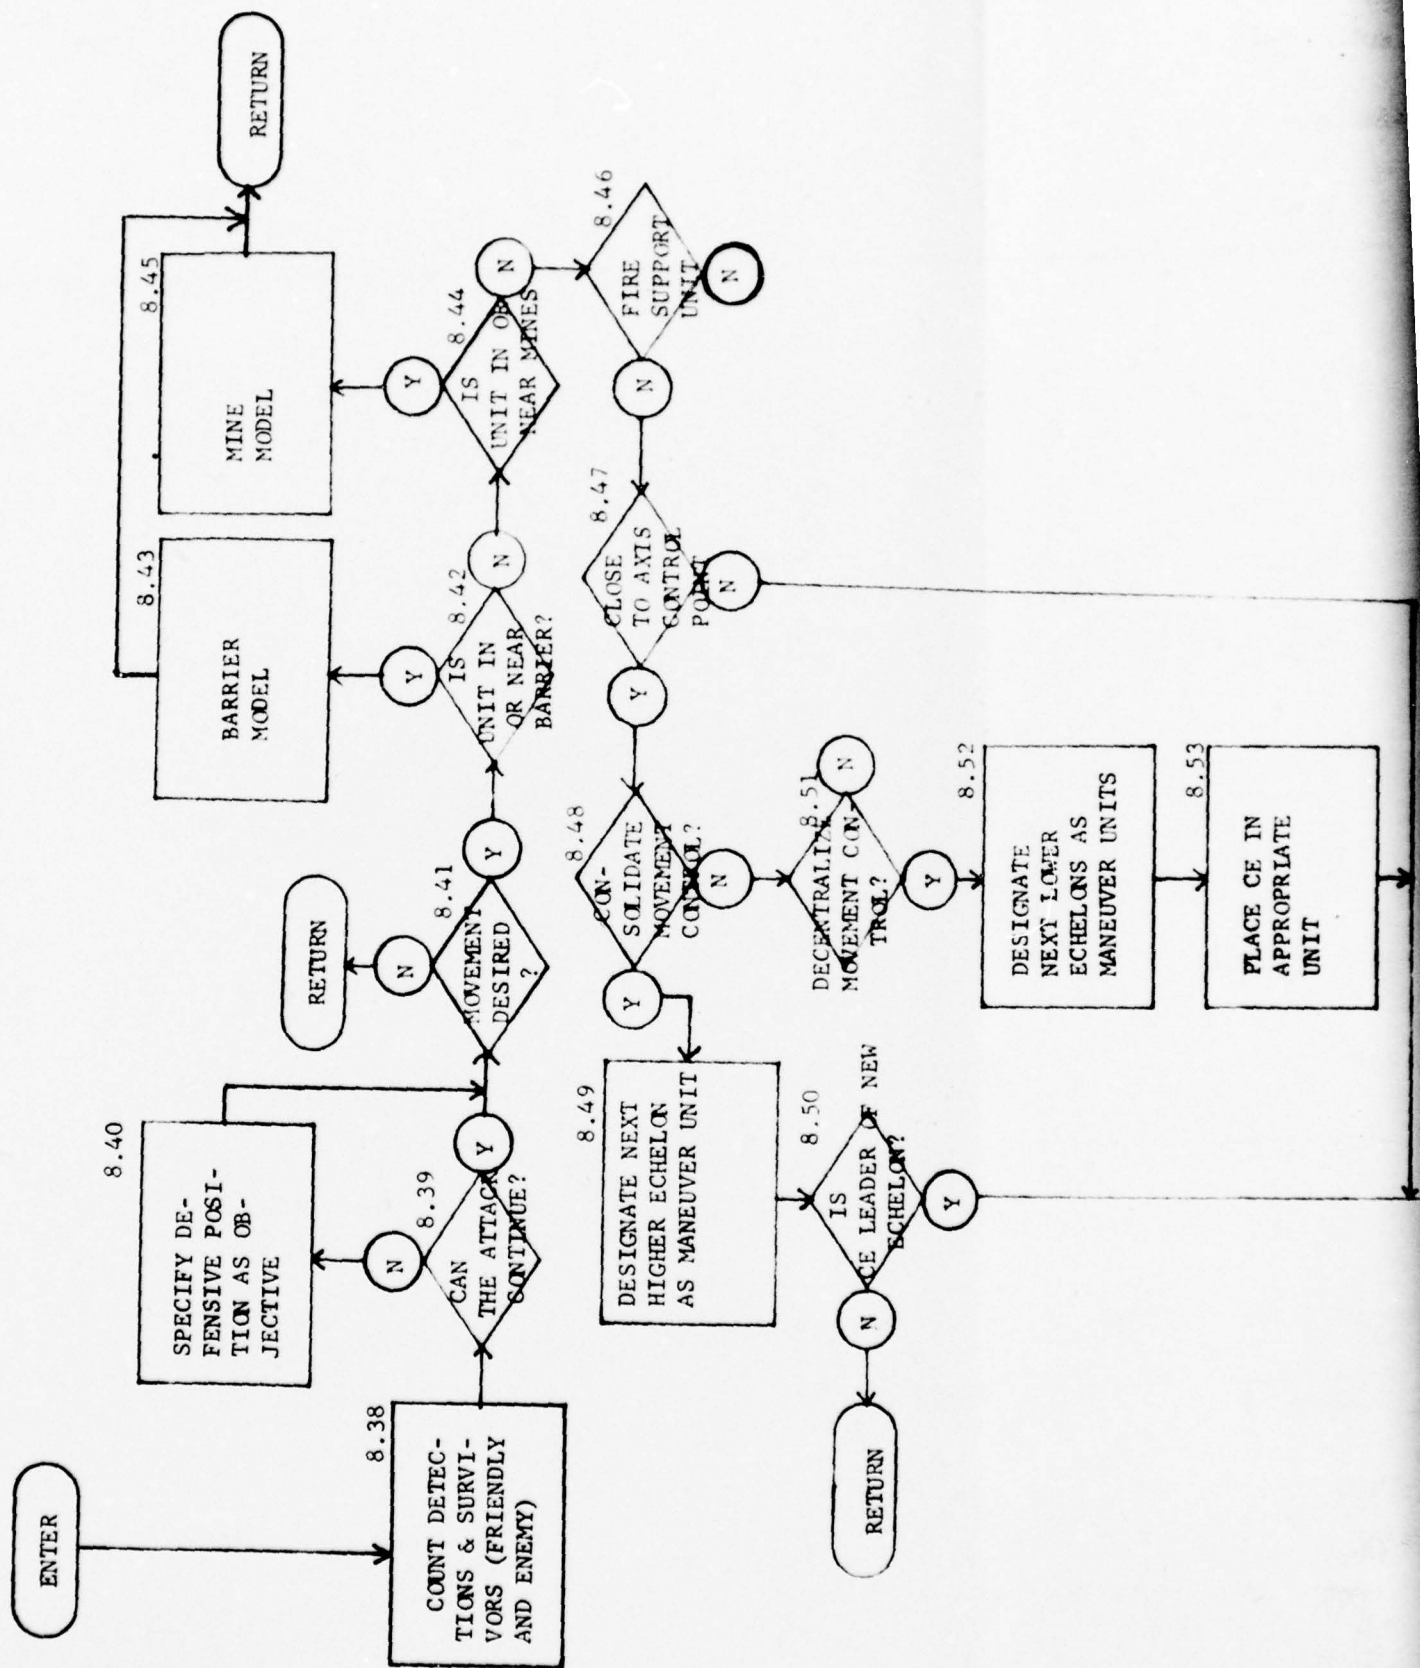 ENTER
8.38
COUNT DETEC-
TIONS & SURVI-
VORS (FRIENDLY
AND ENEMY)
8.39
CAN
THE ATTACK
CONTINUE?
N
Y
8.40
SPECIFY DE-
FENSIVE POSI-
TION AS OB-
JECTIVE
8.41
MOVEMENT
DESIRED
?
N
RETURN
Y
8.42
IS
UNIT IN
OR NEAR
BARRIER?
Y
N
8.43
BARRIER
MODEL
8.44
IS
UNIT IN OR
NEAR MINES
Y
N
8.45
MINE
MODEL
RETURN
8.46
FIRE
SUPPORT
UNIT
N
N
8.47
CLOSE
TO AXIS
CONTROL
POINT
N
Y
8.48
CON-
SOLIDATE
MOVEMENT
CONTROL?
Y
N
8.49
DESIGNATE NEXT
HIGHER ECHELON
AS MANEUVER UNIT
8.50
IS
CE LEADER OF NEW
ECHELON?
N
Y
RETURN
8.51
DECENTRALIZE
MOVEMENT CON-
TROL?
N
Y
8.52
DESIGNATE
NEXT LOWER
ECHELONS AS
MANEUVER UNITS
8.53
PLACE CE IN
APPROPRIATE
UNIT